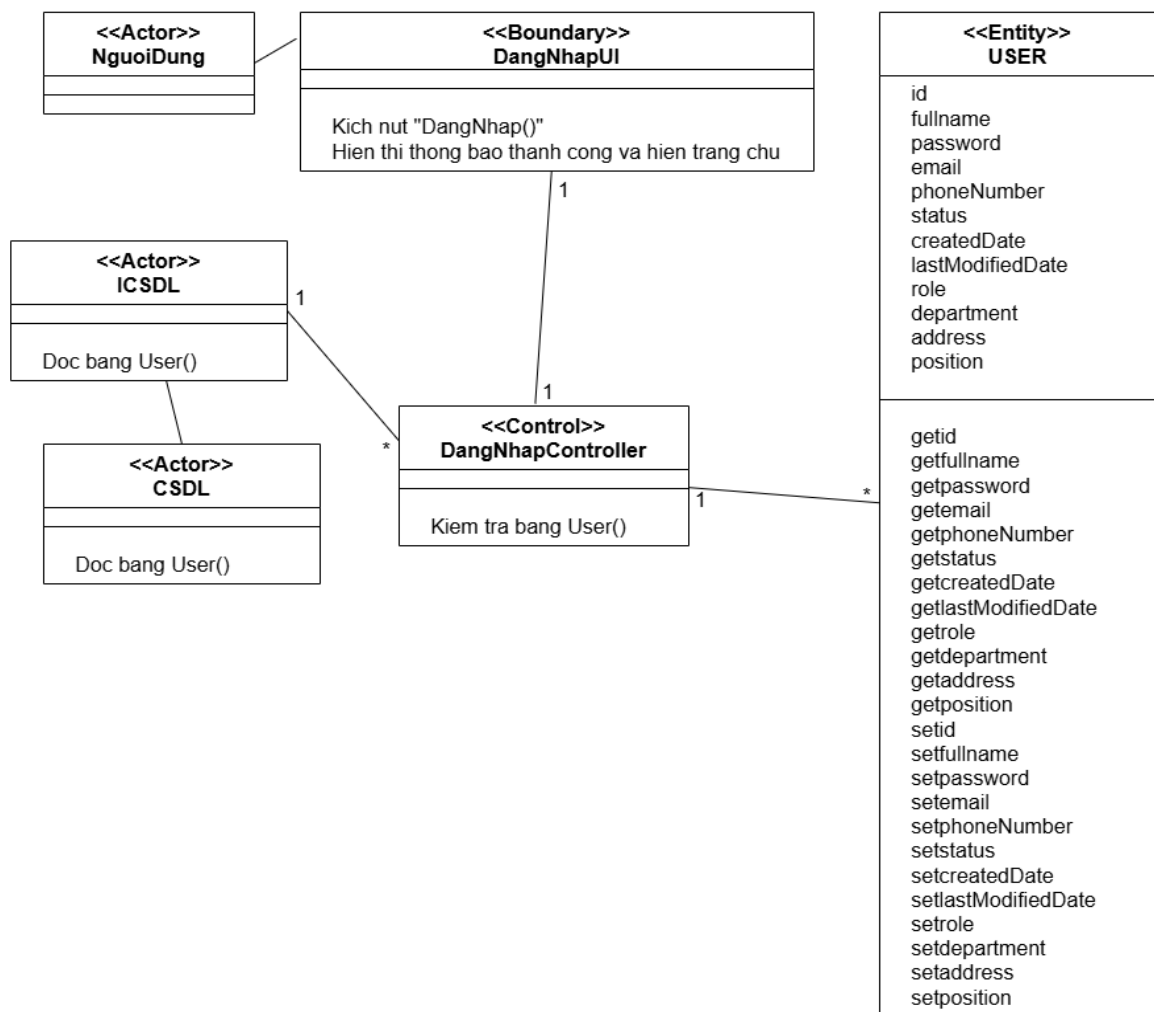 <<Actor>>
NguoiDung
<<Boundary>>
DangNhapUI
Kich nut "DangNhap()"
Hien thi thong bao thanh cong va hien trang chu
1
<<Actor>>
ICSDL
Doc bang User()
1
<<Actor>>
CSDL
Doc bang User()
1
*
<<Control>>
DangNhapController
Kiem tra bang User()
1
*
<<Entity>>
USER
id
fullname
password
email
phoneNumber
status
createdDate
lastModifiedDate
role
department
address
position
getid
getfullname
getpassword
getemail
getphoneNumber
getstatus
getcreatedDate
getlastModifiedDate
getrole
getdepartment
getaddress
getposition
setid
setfullname
setpassword
setemail
setphoneNumber
setstatus
setcreatedDate
setlastModifiedDate
setrole
setdepartment
setaddress
setposition